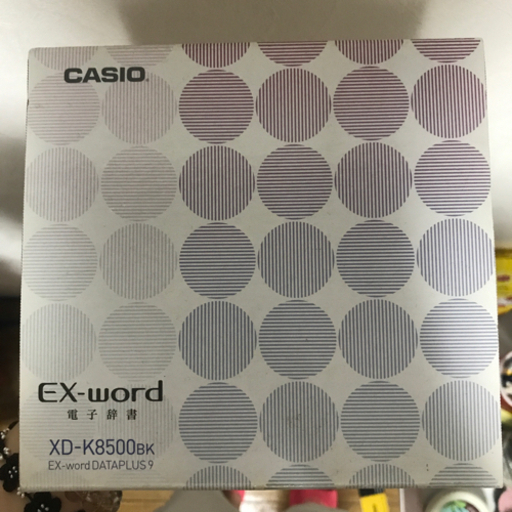 CASIO
EX-word
電子辞書
XD-K8500BK
EX-word DATAPLUS 9